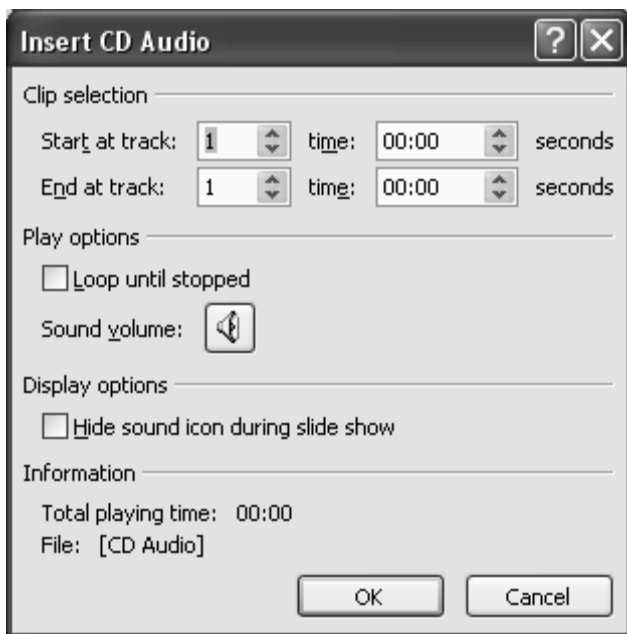 Insert CD Audio
Clip selection
Start at track: 1 time: 00:00 seconds
End at track: 1 time: 00:00 seconds
Play options
Loop until stopped
Sound volume:
Display options
Hide sound icon during slide show
Information
Total playing time: 00:00
File: [CD Audio]
OK Cancel